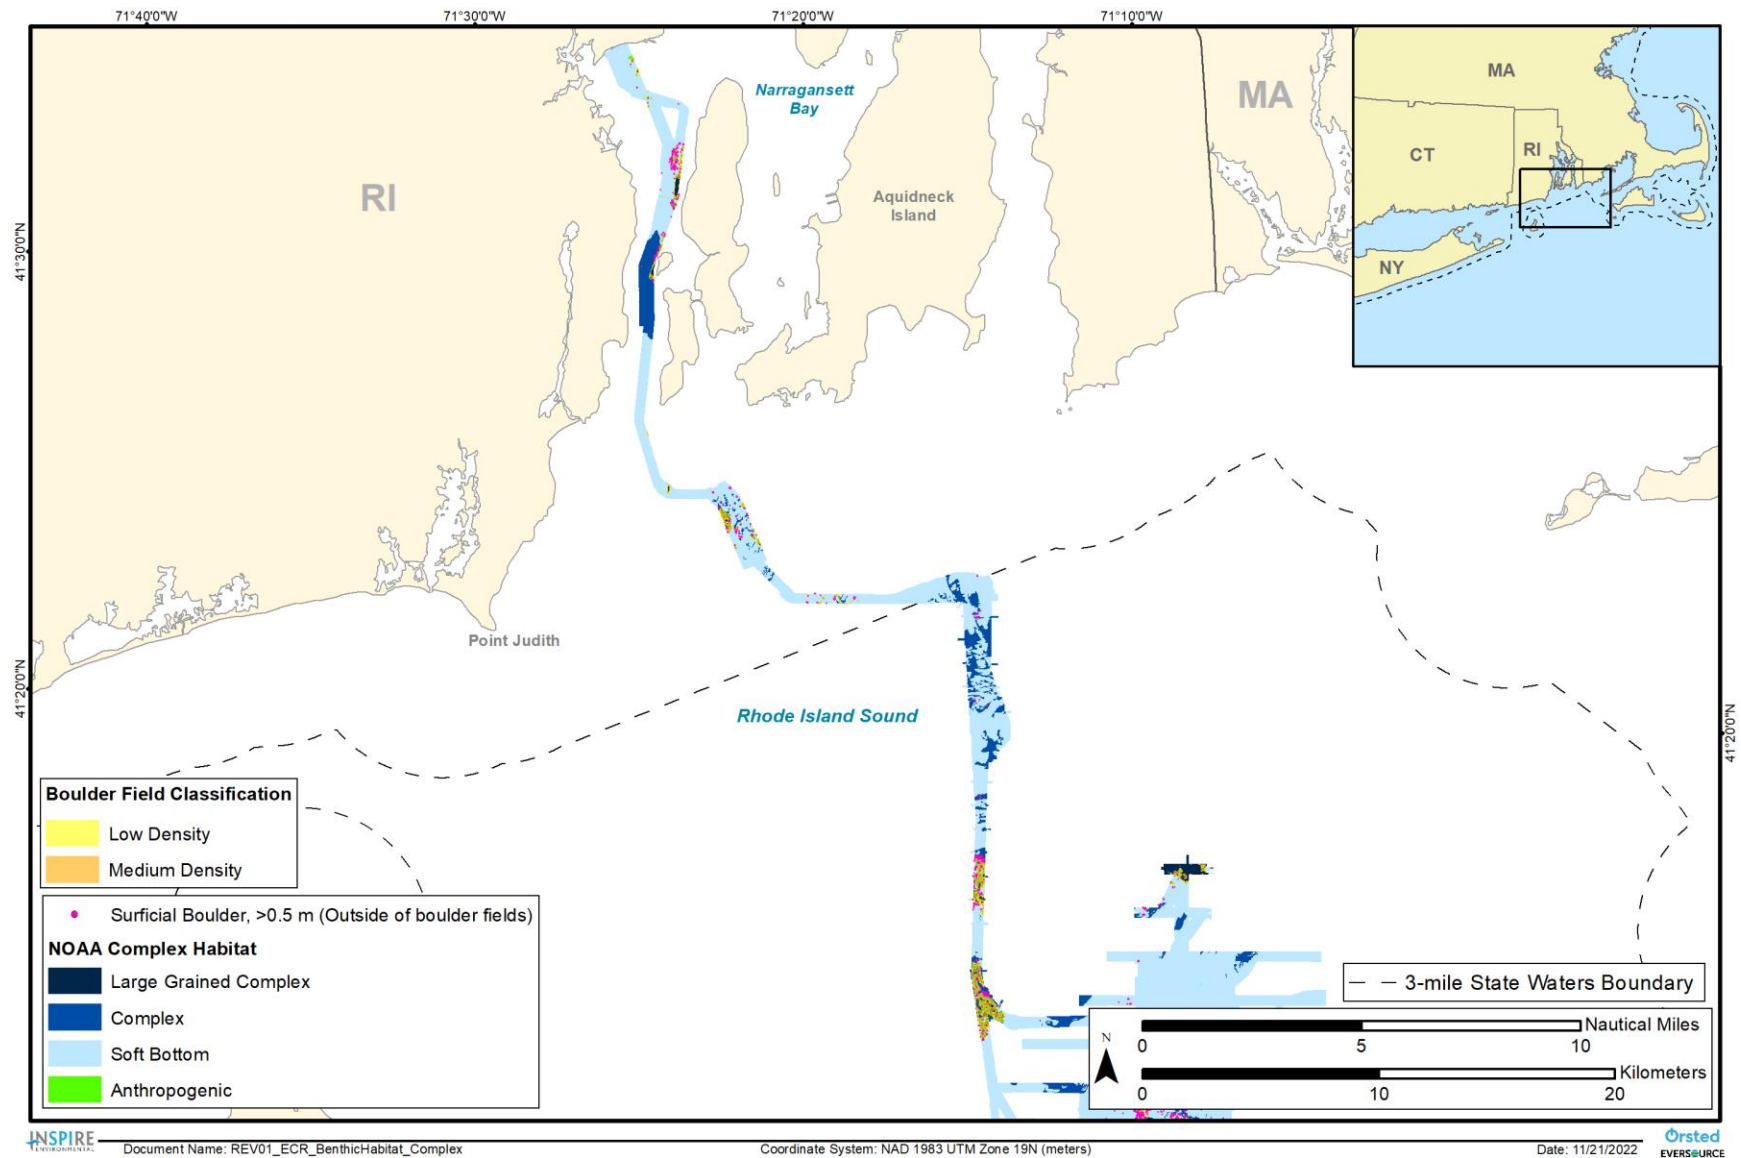 71°40'0"W
71°30'0"W
71°20'0"W
71°10'0"W
41°30'0"N
41°20'0"N
41°20'0"N
Narragansett
Bay
MA
RI
Aquidneck
Island
MA
CT
RI
NY
Point Judith
Rhode Island Sound
Boulder Field Classification
Low Density
Medium Density
Surficial Boulder, >0.5 m (Outside of boulder fields)
NOAA Complex Habitat
Large Grained Complex
Complex
Soft Bottom
Anthropogenic
3-mile State Waters Boundary
N
Nautical Miles
0 5 10
Kilometers
0 10 20
INSPIRE
ENVIRONMENTAL
Document Name: REV01_ECR_BenthicHabitat_Complex
Coordinate System: NAD 1983 UTM Zone 19N (meters)
Date: 11/21/2022
Orsted
EVERSOURCE